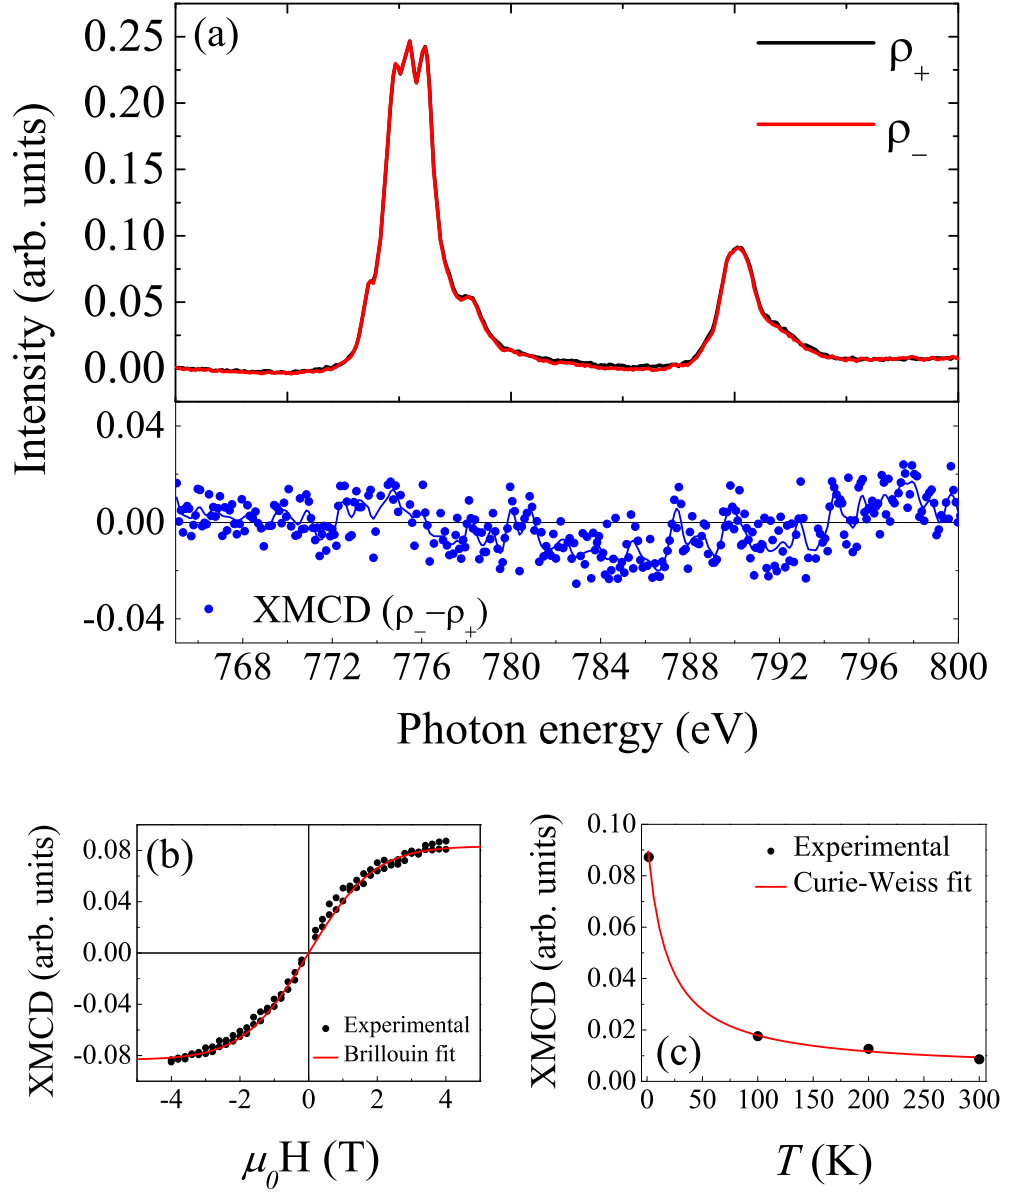 (a)
ρ+
ρ−
0.25
0.20
0.15
0.10
0.05
0.00
Intensity (arb. units)
0.04
0.00
-0.04
XMCD (ρ−−ρ+)
768 772 776 780 784 788 792 796 800
Photon energy (eV)
(b)
XMCD (arb. units)
0.08
0.04
0.00
-0.04
-0.08
Experimental
Brillouin fit
-4 -2 0 2 4
μ0H (T)
XMCD (arb. units)
0.10
0.08
0.06
0.04
0.02
0.00
Experimental
Curie-Weiss fit
(c)
0 50 100 150 200 250 300
T (K)